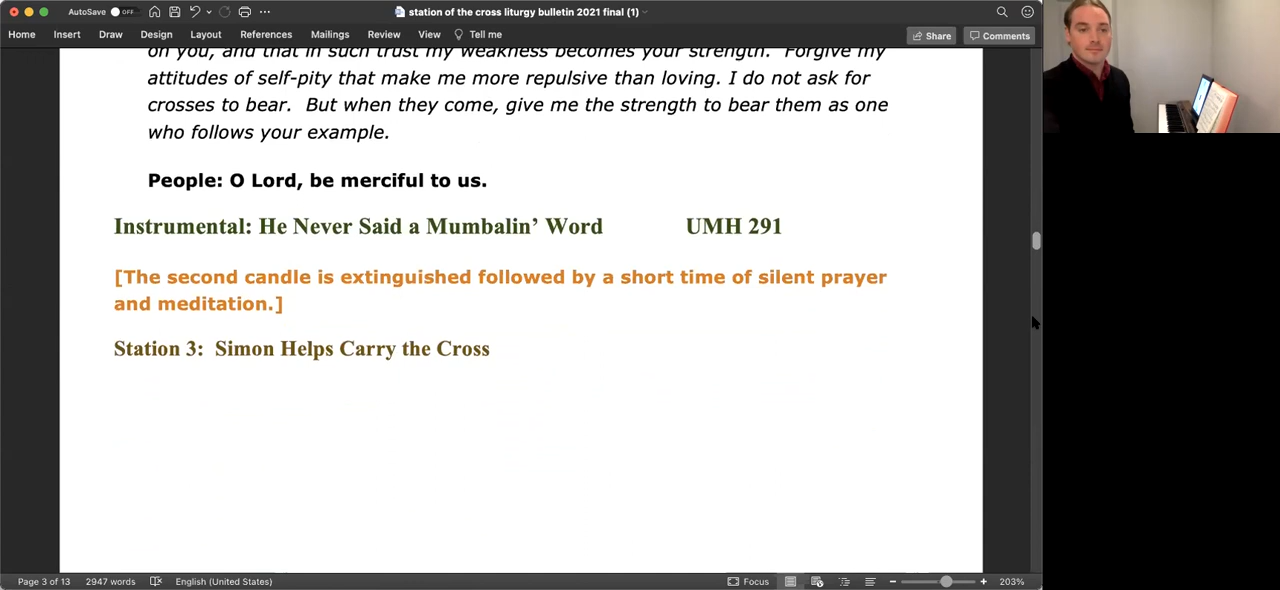 AutoSave OFF station of the cross liturgy bulletin 2021 final (1)
Home Insert Draw Design Layout References Mailings Review View Tell me Share Comments
on you, and that in such trust my weakness becomes your strength. Forgive my
attitudes of self-pity that make me more repulsive than loving. I do not ask for
crosses to bear. But when they come, give me the strength to bear them as one
who follows your example.
People: O Lord, be merciful to us.
Instrumental: He Never Said a Mumbalin’ Word UMH 291
[The second candle is extinguished followed by a short time of silent prayer
and meditation.]
Station 3: Simon Helps Carry the Cross
Page 3 of 13 2947 words English (United States) Focus 203%